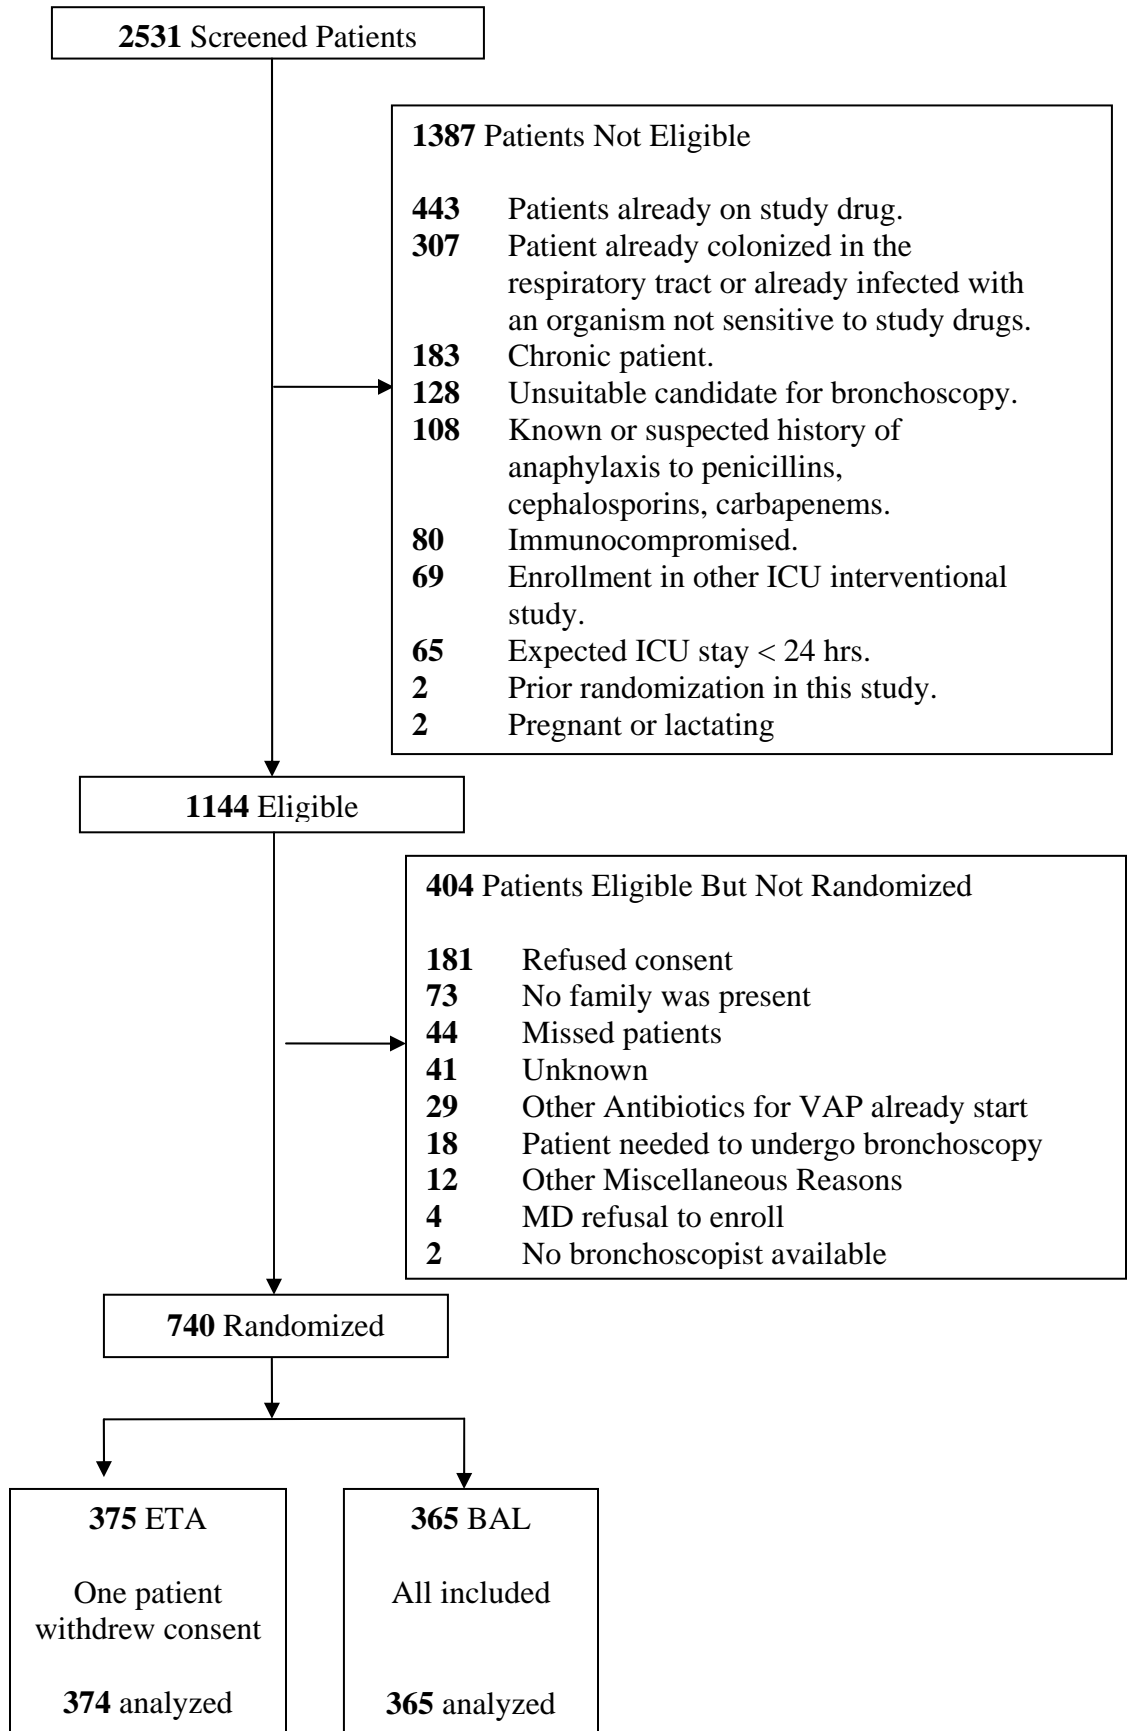 2531 Screened Patients
1387 Patients Not Eligible
443 Patients already on study drug.
307 Patient already colonized in the
respiratory tract or already infected with
an organism not sensitive to study drugs.
183 Chronic patient.
128 Unsuitable candidate for bronchoscopy.
108 Known or suspected history of
anaphylaxis to penicillins,
cephalosporins, carbapenems.
80 Immunocompromised.
69 Enrollment in other ICU interventional
study.
65 Expected ICU stay < 24 hrs.
2 Prior randomization in this study.
2 Pregnant or lactating
1144 Eligible
404 Patients Eligible But Not Randomized
181 Refused consent
73 No family was present
44 Missed patients
41 Unknown
29 Other Antibiotics for VAP already start
18 Patient needed to undergo bronchoscopy
12 Other Miscellaneous Reasons
4 MD refusal to enroll
2 No bronchoscopist available
740 Randomized
375 ETA
One patient
withdrew consent
374 analyzed
365 BAL
All included
365 analyzed